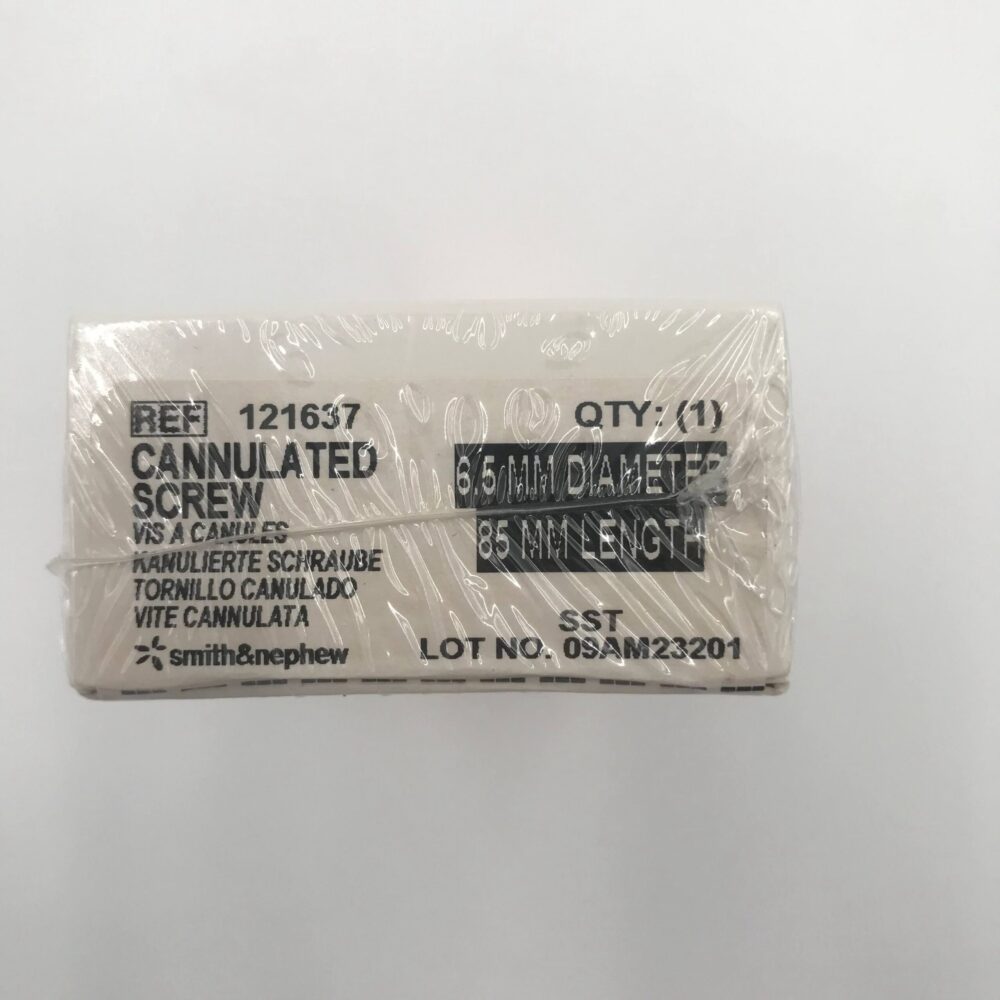 REF 121637
QTY: (1)
CANNULATED
SCREW
6.5 MM DIAMETER
85 MM LENGTH
VIS A CANULES
KANULIERTE SCHRAUBE
TORNILLO CANULADO
VITE CANNULATA
smith&nephew
SST
LOT NO. 09AM23201